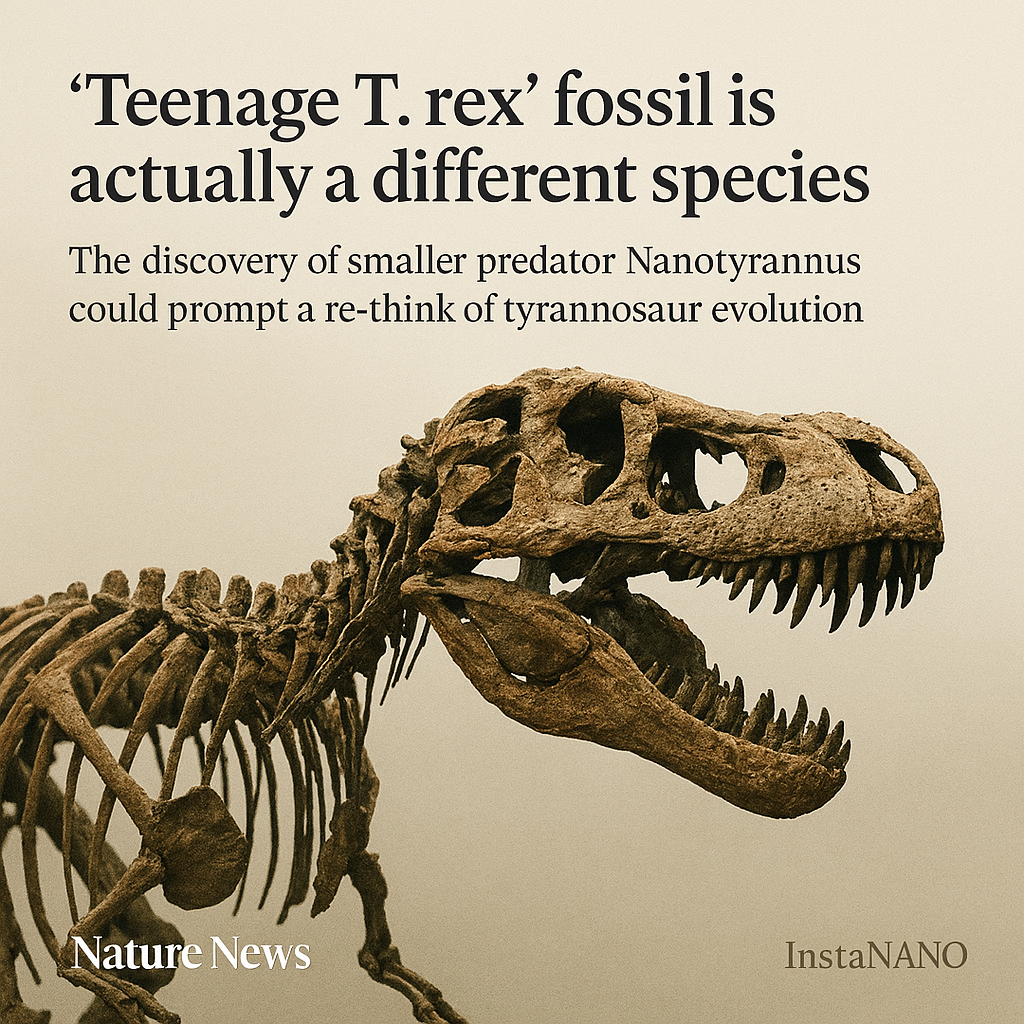 ‘Teenage T. rex’ fossil is
actually a different species
The discovery of smaller predator Nanotyrannus
could prompt a re-think of tyrannosaur evolution
Nature News
InstaNANO